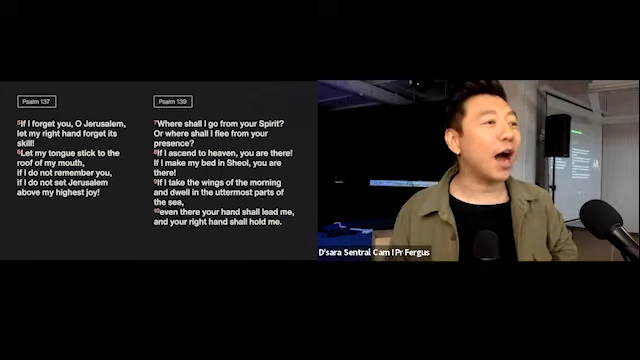 Psalm 137
5If I forget you, O Jerusalem,
let my right hand forget its
skill!
6Let my tongue stick to the
roof of my mouth,
if I do not remember you,
if I do not set Jerusalem
above my highest joy!
Psalm 139
7Where shall I go from your Spirit?
Or where shall I flee from your
presence?
8If I ascend to heaven, you are there!
If I make my bed in Sheol, you are
there!
9If I take the wings of the morning
and dwell in the uttermost parts of
the sea,
10even there your hand shall lead me,
and your right hand shall hold me.
D'sara Sentral Cam I Pr Fergus